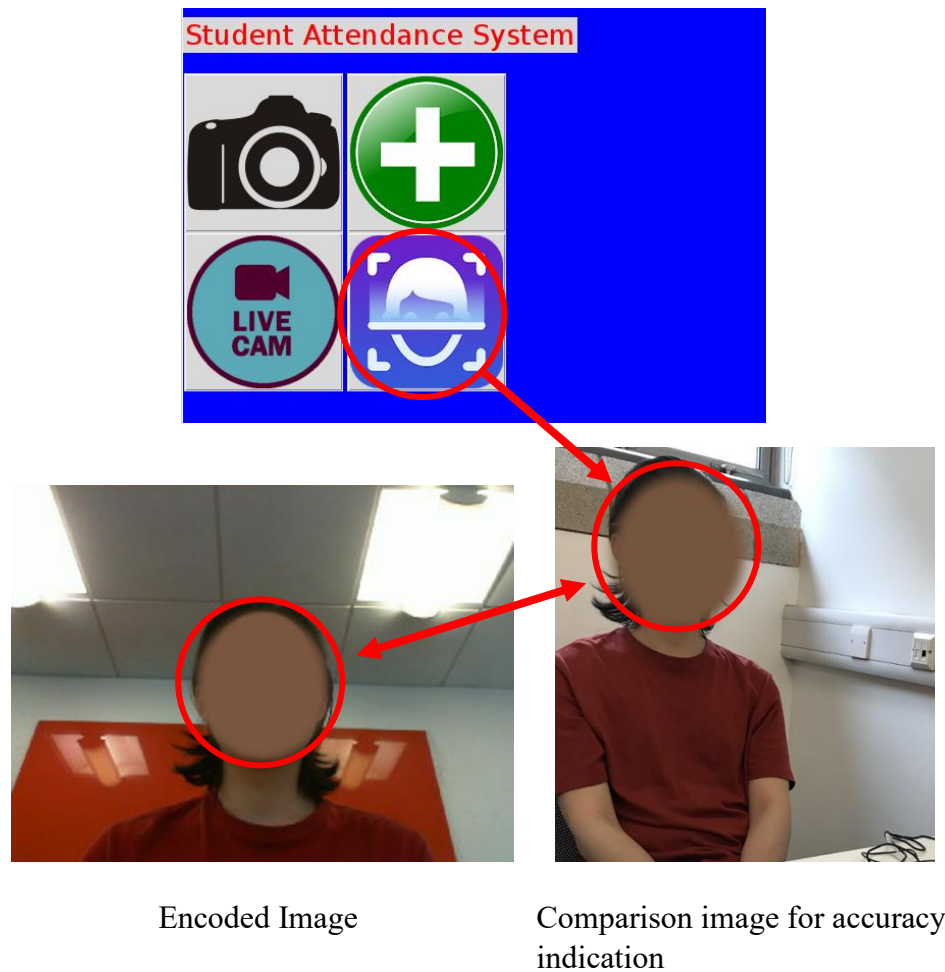 Student Attendance System
LIVE
CAM
Encoded Image
Comparison image for accuracy
indication